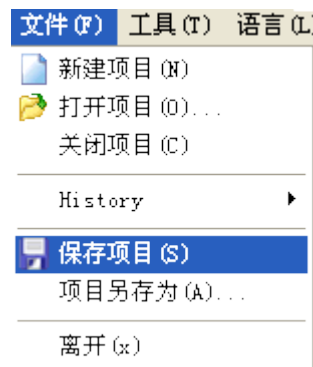 文件(F) 工具(T) 语言(L
新建项目(N)
打开项目(O)...
关闭项目(C)
History
保存项目(S)
项目另存为(A)...
离开(x)